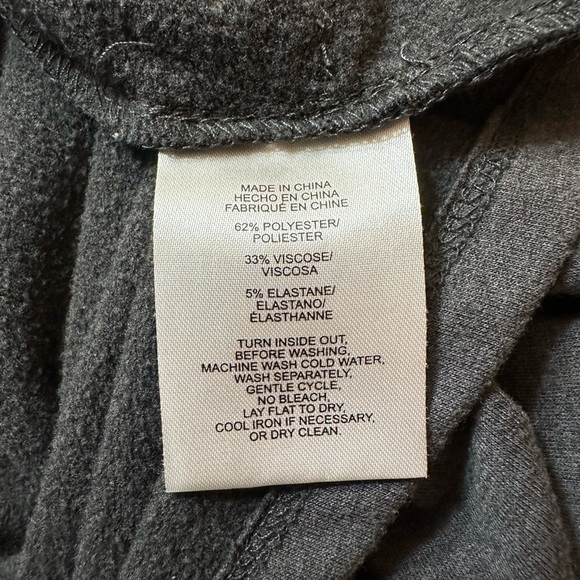 MADE IN CHINA
HECHO EN CHINA
FABRIQUÉ EN CHINE
62% POLYESTER/
POLIESTER
33% VISCOSE/
VISCOSA
5% ELASTANE/
ELASTANO/
ÉLASTHANNE
TURN INSIDE OUT,
BEFORE WASHING,
MACHINE WASH COLD WATER,
WASH SEPARATELY.
GENTLE CYCLE,
NO BLEACH,
LAY FLAT TO DRY,
COOL IRON IF NECESSARY,
OR DRY CLEAN.